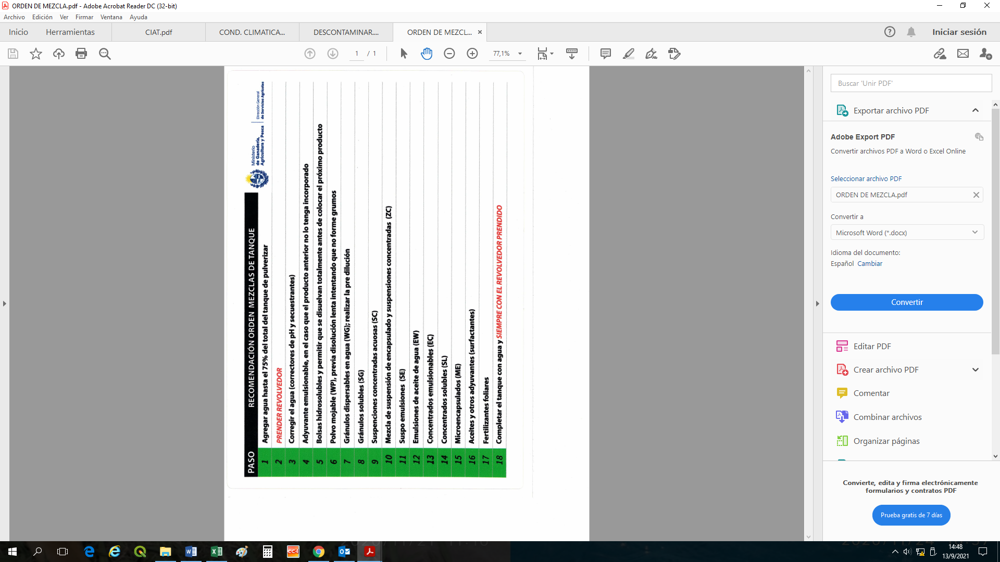 ORDEN DE MEZCLA.pdf - Adobe Acrobat Reader DC (32-bit)
Archivo Edición Ver Firmar Ventana Ayuda
Inicio Herramientas CIAT.pdf COND. CLIMATICA... DESCONTAMINAR.... ORDEN DE MEZCL... Iniciar sesión
1 / 1 77,1%
Ministerio
de Ganadería,
Agricultura y Pesca
Dirección General
de Servicios Agrícolas
PASO RECOMENDACIÓN ORDEN MEZCLAS DE TANQUE
1 Agregar agua hasta el 75% del total del tanque de pulverizar
2 PRENDER REVOLVEDOR
3 Corregir el agua (correctores de pH y secuestrantes)
4 Adyuvante emulsionable, en el caso que el producto anterior no lo tenga incorporado
5 Bolsas hidrosolubles y permitir que se disuelvan totalmente antes de colocar el próximo producto
6 Polvo mojable (WP), previa disolución lenta intentando que no forme grumos
7 Gránulos dispersables en agua (WG); realizar la pre dilución
8 Gránulos solubles (SG)
9 Suspenciones concentradas acuosas (SC)
10 Mezcla de suspensión de encapsulado y suspensiones concentradas (ZC)
11 Suspo emulsiones (SE)
12 Emulsiones de aceite de agua (EW)
13 Concentrados emulsionables (EC)
14 Concentrados solubles (SL)
15 Microencapsulados (ME)
16 Aceites y otros adyuvantes (surfactantes)
17 Fertilizantes foliares
18 Completar el tanque con agua y SIEMPRE CON EL REVOLVEDOR PRENDIDO
Buscar 'Unir PDF'
Exportar archivo PDF
Adobe Export PDF
Convertir archivos PDF a Word o Excel Online
Seleccionar archivo PDF
ORDEN DE MEZCLA.pdf
Convertir a
Microsoft Word (*.docx)
Idioma del documento:
Español Cambiar
Convertir
Editar PDF
Crear archivo PDF
Comentar
Combinar archivos
Organizar páginas
Convierte, edita y firma electrónicamente
formularios y contratos PDF
Prueba gratis de 7 días
CC4
14:48
13/9/2021